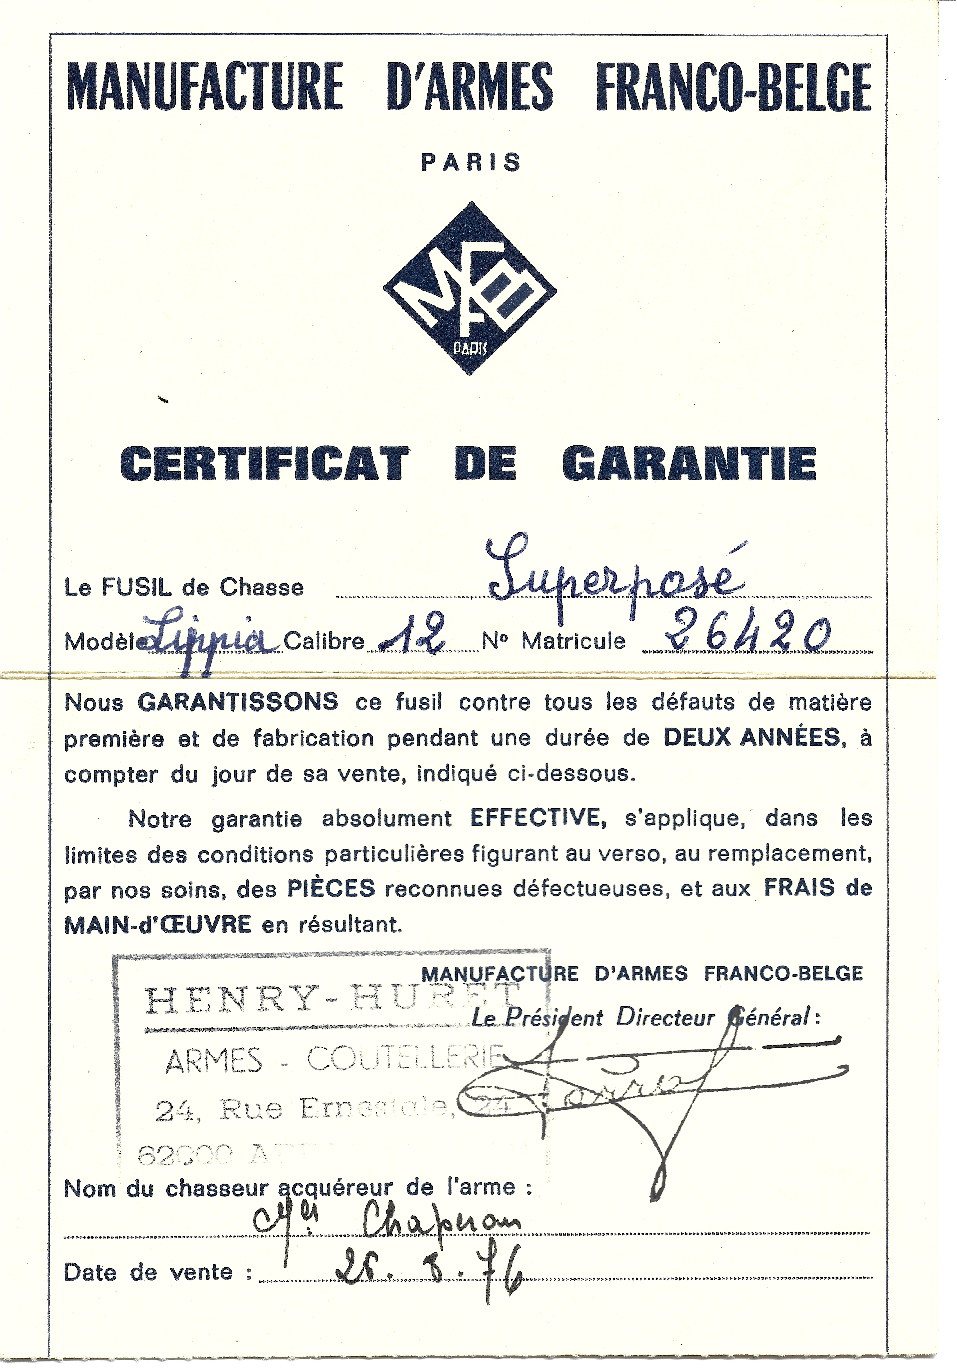 MANUFACTURE D'ARMES FRANCO-BELGE
PARIS
MFB
PARIS
CERTIFICAT DE GARANTIE
Le FUSIL de Chasse Superposé
Modèle Lippia Calibre 12 N° Matricule 26420
Nous GARANTISSONS ce fusil contre tous les défauts de matière
première et de fabrication pendant une durée de DEUX ANNÉES, à
compter du jour de sa vente, indiqué ci-dessous.
Notre garantie absolument EFFECTIVE, s'applique, dans les
limites des conditions particulières figurant au verso, au remplacement,
par nos soins, des PIÈCES reconnues défectueuses, et aux FRAIS de
MAIN-d'ŒUVRE en résultant.
MANUFACTURE D'ARMES FRANCO-BELGE
HENRY-HURET
Le Président Directeur Général :
ARMES - COUTELLERIE
24, Rue Ernestale, 24
62000
Nom du chasseur acquéreur de l'arme :
Chaperon
Date de vente : 26.8.76